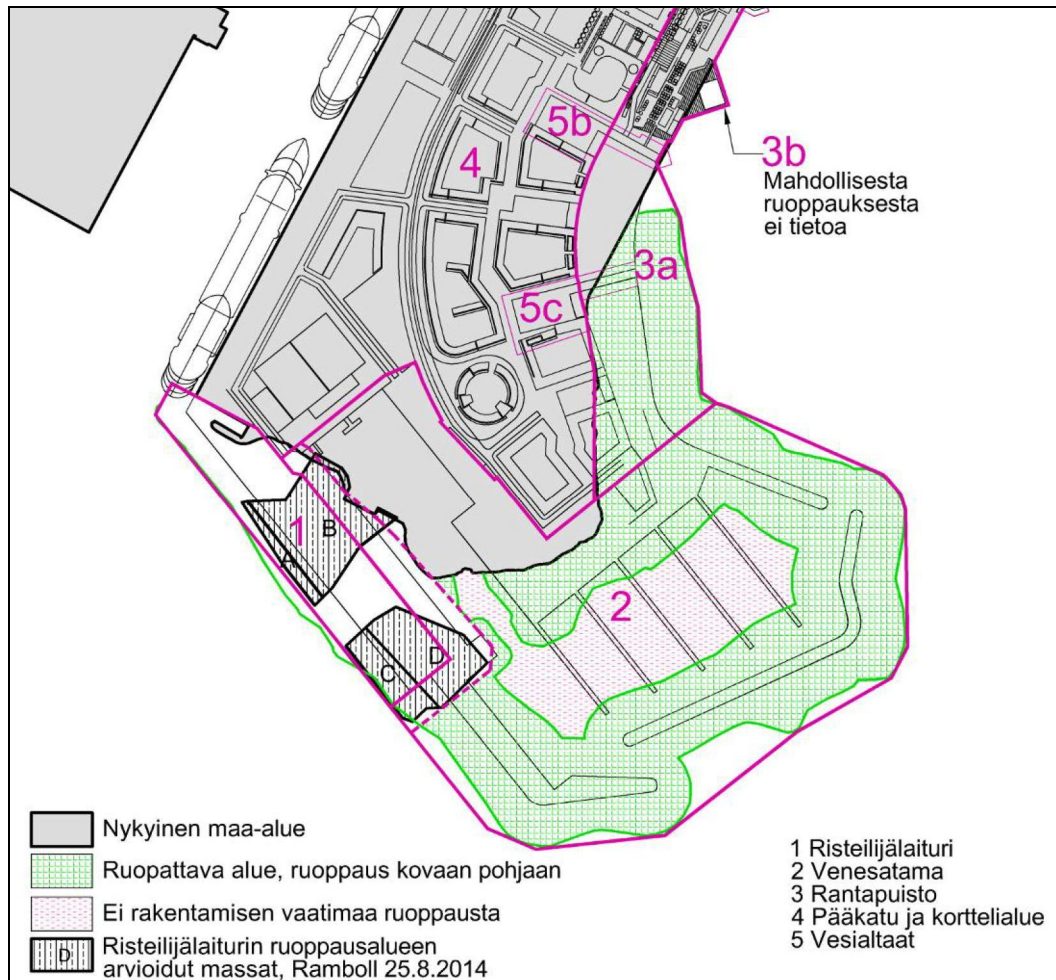 5b
4
3b
Mahdollisesta
ruoppauksesta
ei tietoa
3a
5c
1
B
A
2
D
C
Nykyinen maa-alue
Ruopattava alue, ruoppaus kovaan pohjaan
Ei rakentamisen vaatimaa ruoppausta
D
Risteilijälaiturin ruoppausalueen
arvioidut massat, Ramboll 25.8.2014
1 Risteilijälaituri
2 Venesatama
3 Rantapuisto
4 Pääkatu ja korttelialue
5 Vesialtaat